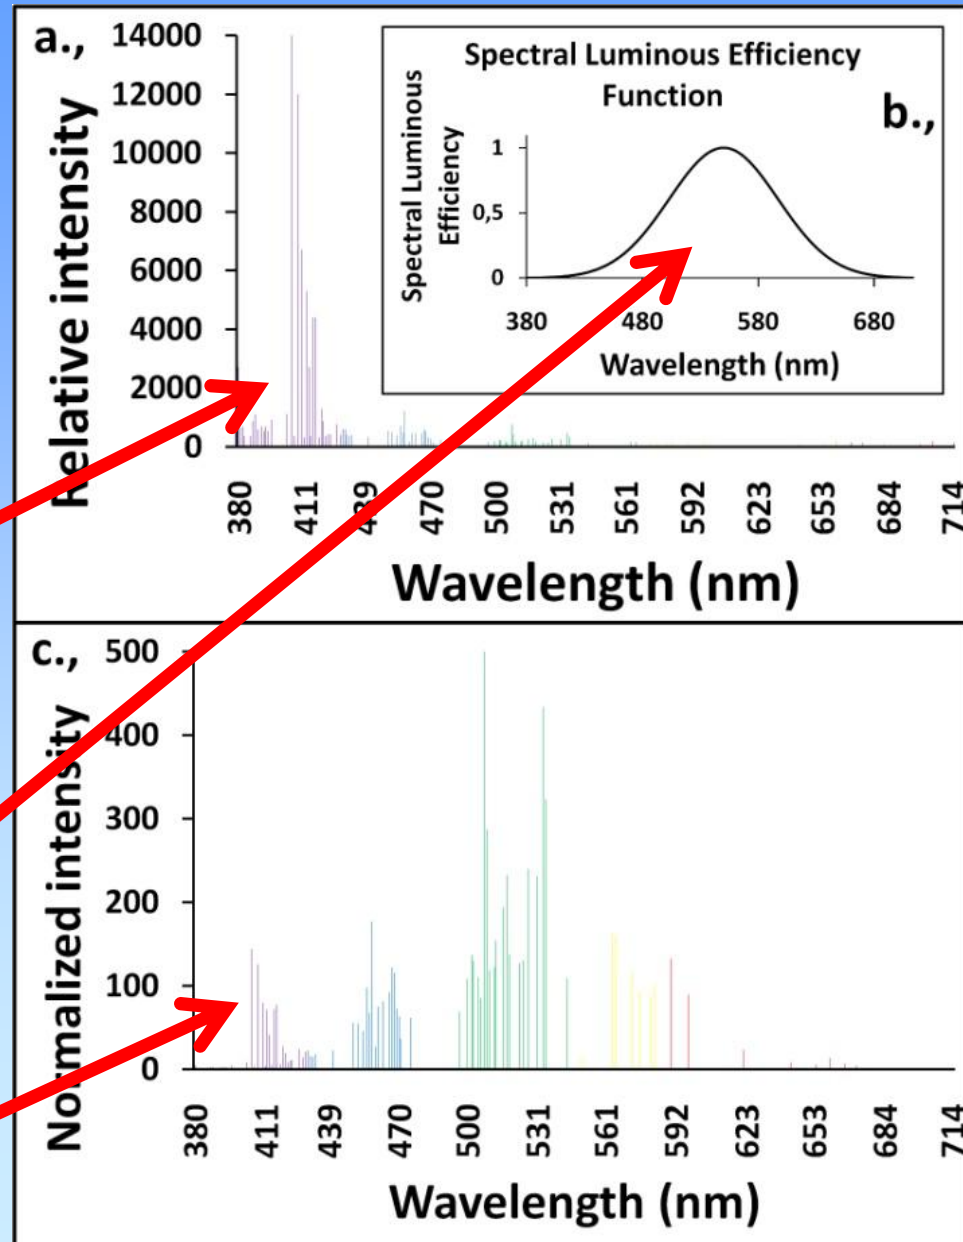 a.,
Relative intensity
14000
12000
10000
8000
6000
4000
2000
0
Spectral Luminous Efficiency
Function
b.,
Spectral Luminous
Efficiency
1
0,5
0
380 480 580 680
Wavelength (nm)
380 411 439 470 500 531 561 592 623 653 684 714
Wavelength (nm)
c.,
Normalized intensity
500
400
300
200
100
0
380 411 439 470 500 531 561 592 623 653 684 714
Wavelength (nm)